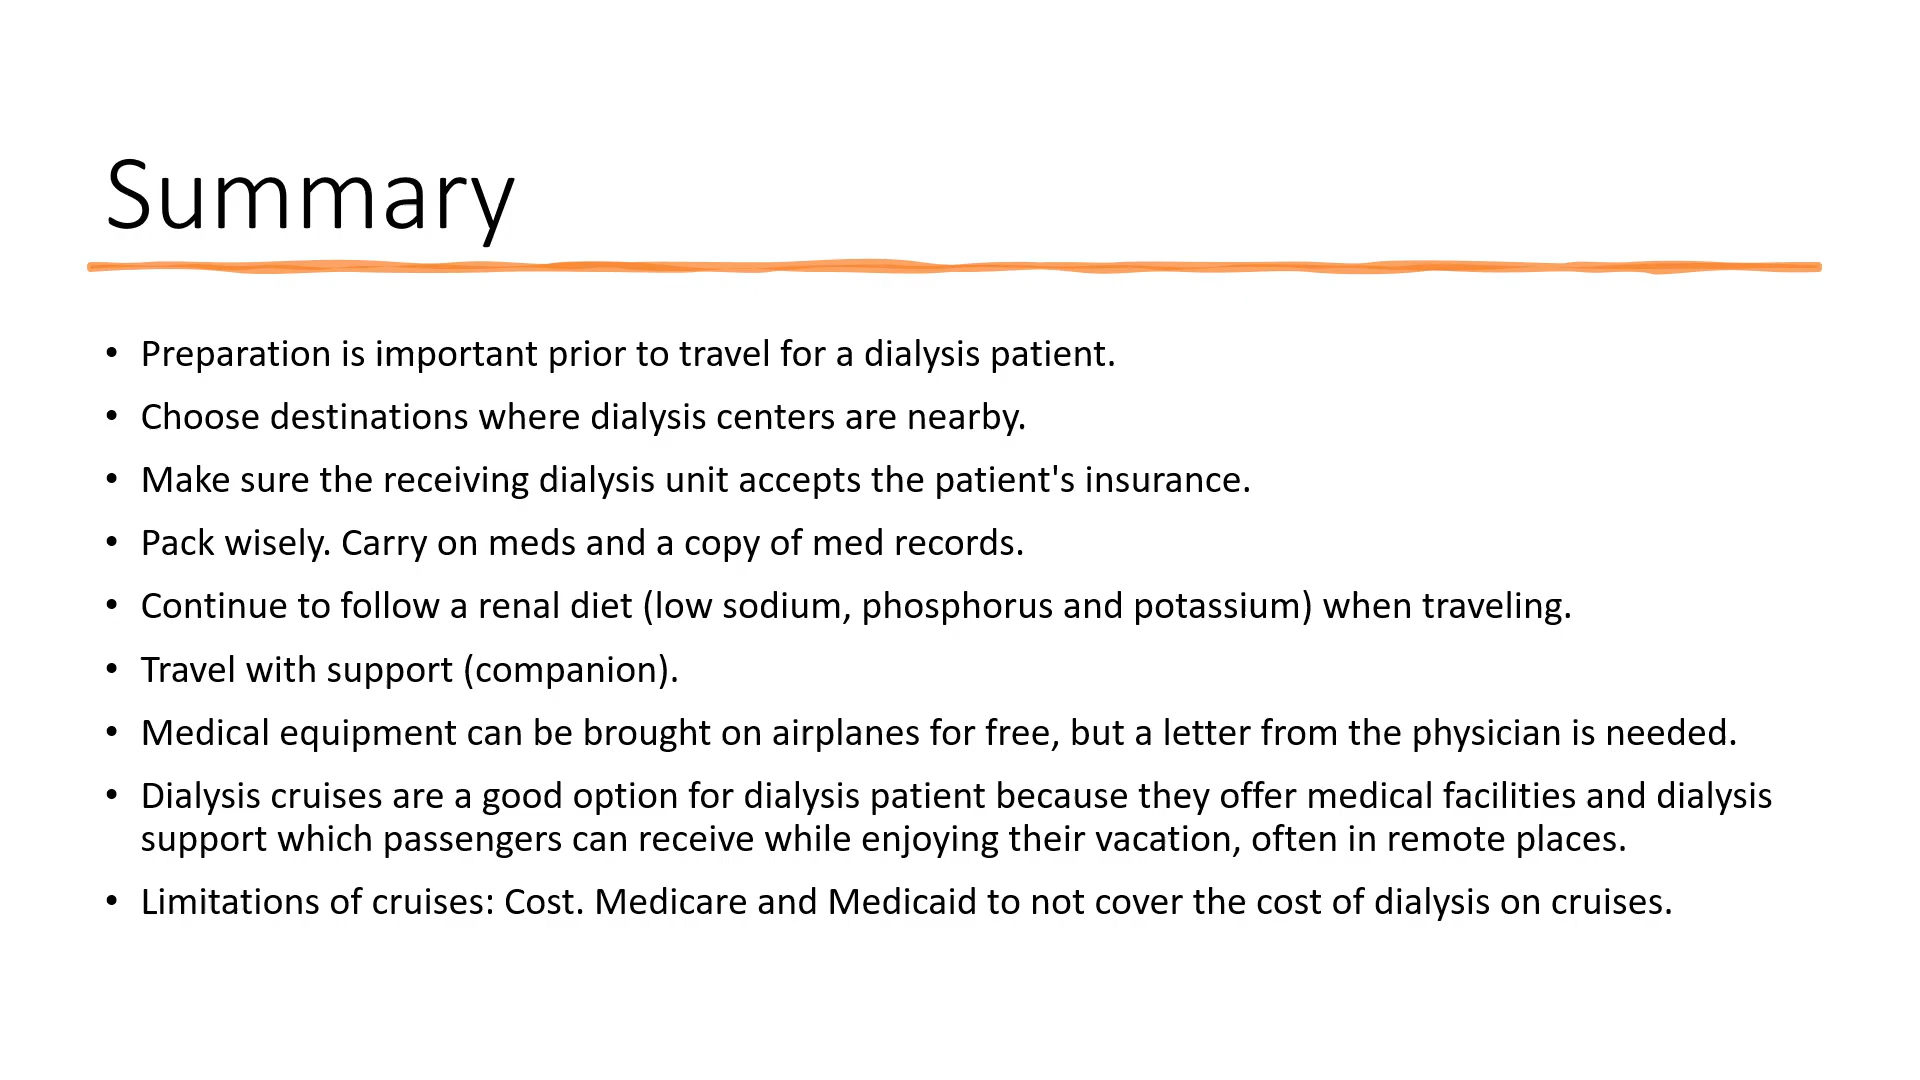 Summary
• Preparation is important prior to travel for a dialysis patient.
• Choose destinations where dialysis centers are nearby.
• Make sure the receiving dialysis unit accepts the patient's insurance.
• Pack wisely. Carry on meds and a copy of med records.
• Continue to follow a renal diet (low sodium, phosphorus and potassium) when traveling.
• Travel with support (companion).
• Medical equipment can be brought on airplanes for free, but a letter from the physician is needed.
• Dialysis cruises are a good option for dialysis patient because they offer medical facilities and dialysis
support which passengers can receive while enjoying their vacation, often in remote places.
• Limitations of cruises: Cost. Medicare and Medicaid to not cover the cost of dialysis on cruises.